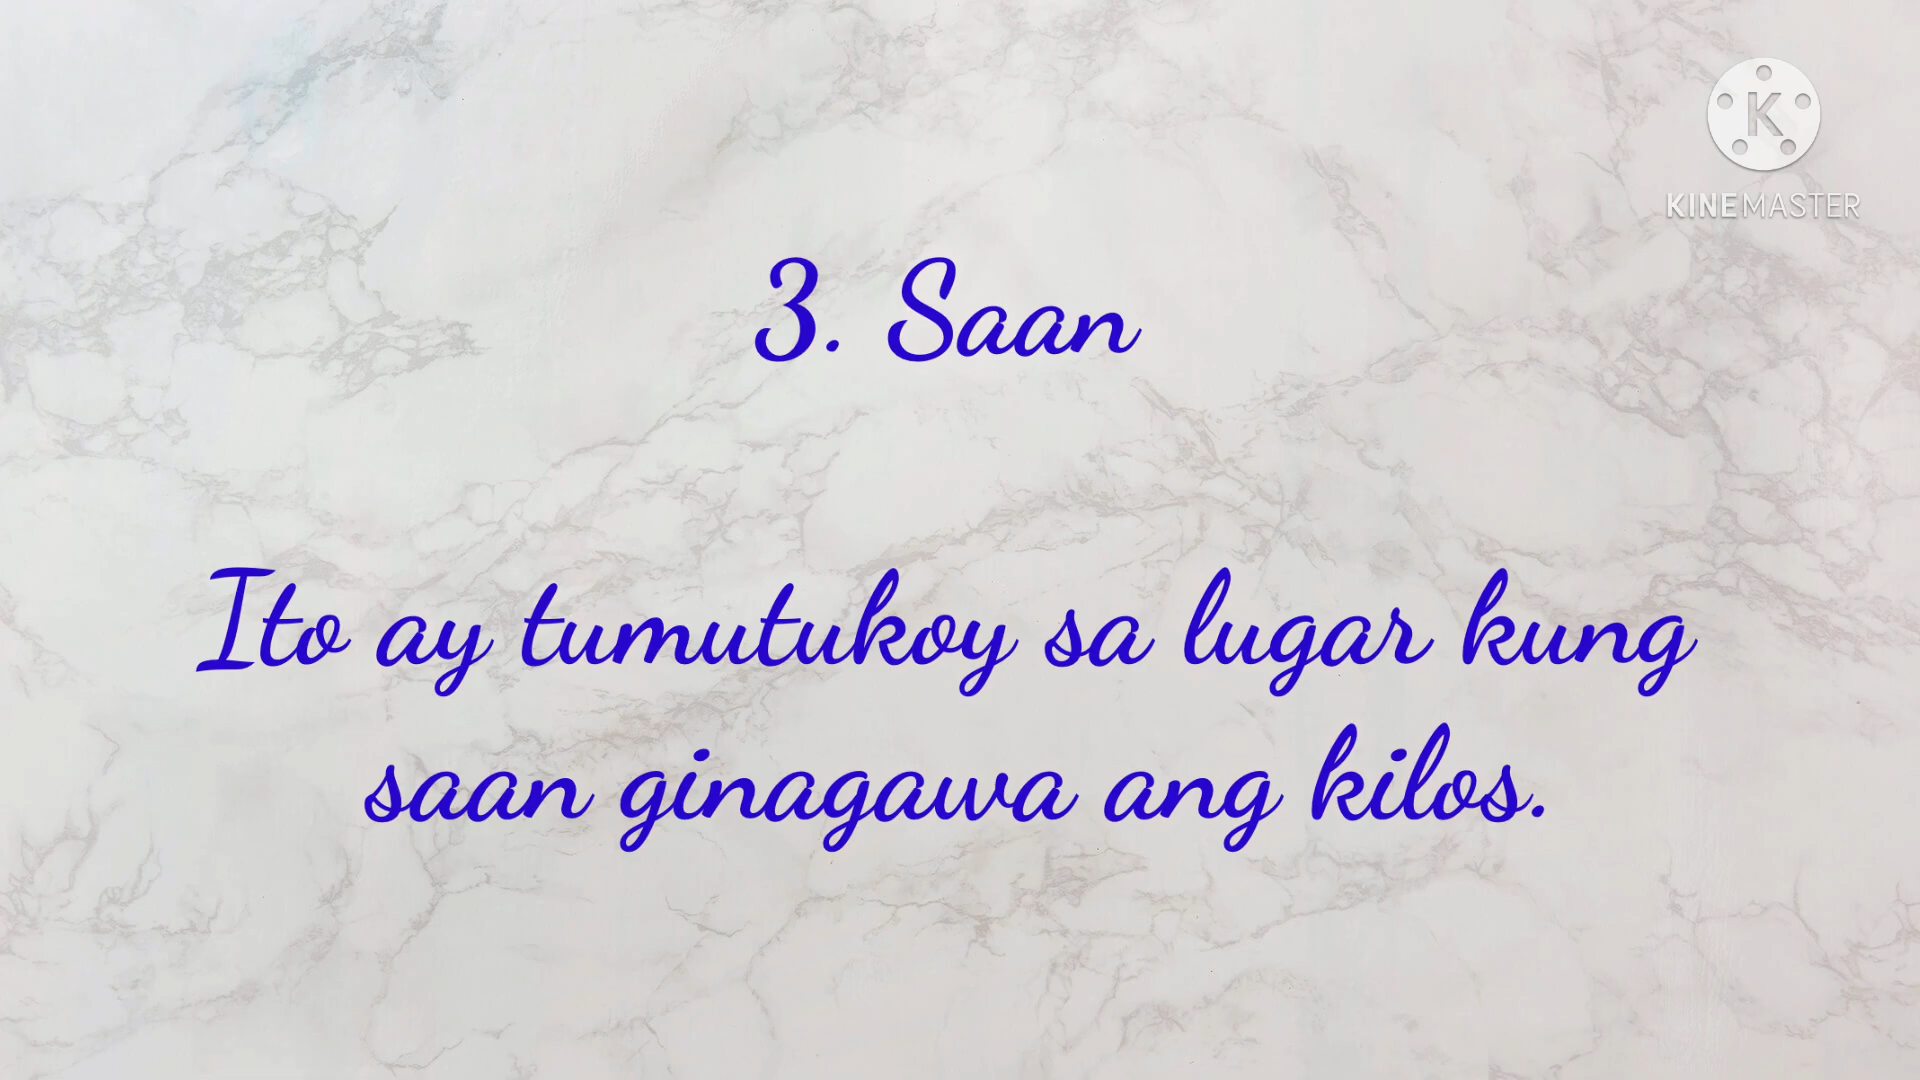 K
KINEMASTER
3. Saan
Ito ay tumutukoy sa lugar kung
saan ginagawa ang kilos.